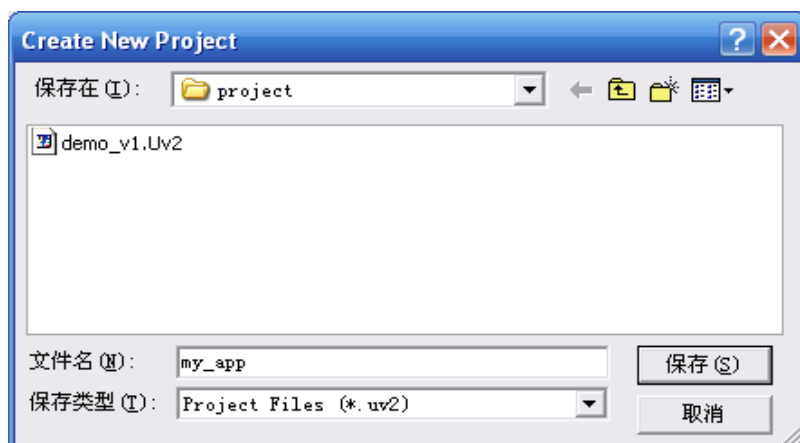 Create New Project
保存在(I):
project
demo_v1.Uv2
文件名(N):
my_app
保存(S)
保存类型(T):
Project Files (*.uv2)
取消